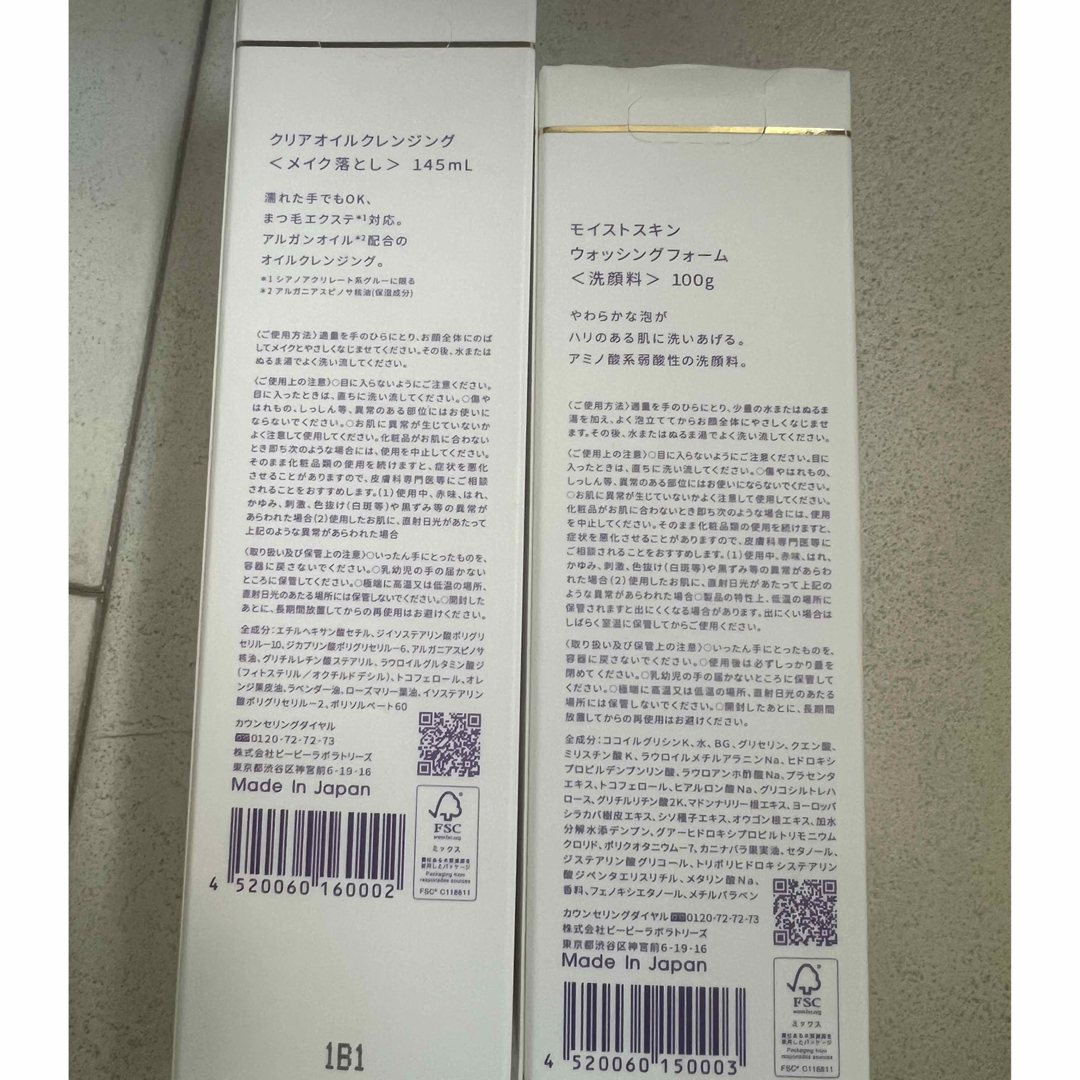 クリアオイルクレンジング
＜メイク落とし＞ 145mL
濡れた手でもOK、
まつ毛エクステ*1対応。
アルガンオイル*2配合の
オイルクレンジング。
*1 シアノアクリレート系グルーに限る
*2 アルガニアスピノサ核油(保湿成分)
〈ご使用方法〉適量を手のひらにとり、お顔全体にのば
してメイクとやさしくなじませてください。その後、水または
ぬるま湯でよく洗い流してください。
〈ご使用上の注意〉○目に入らないようにご注意ください。
目に入ったときは、直ちに洗い流してください。○傷や
はれもの、しっしん等、異常のある部位にはお使いに
ならないでください。○お肌に異常が生じていないか
よく注意して使用してください。化粧品がお肌に合わない
とき即ち次のような場合には、使用を中止してください。
そのまま化粧品類の使用を続けますと、症状を悪化
させることがありますので、皮膚科専門医等にご相談
されることをおすすめします。(1)使用中、赤味、はれ、
かゆみ、刺激、色抜け(白斑等)や黒ずみ等の異常が
あらわれた場合(2)使用したお肌に、直射日光があたって
上記のような異常があらわれた場合
〈取り扱い及び保管上の注意〉○いったん手にとったものを、
容器に戻さないでください。○乳幼児の手の届かない
ところに保管してください。○極端に高温又は低温の場所、
直射日光のあたる場所には保管しないでください。○開封した
あとに、長期間放置してからの再使用はお避けください。
全成分：エチルヘキサン酸セチル、ジイソステアリン酸ポリグリ
セリル-10、ジカプリン酸ポリグリセリル-6、アルガニアスピノサ
核油、グリチルレチン酸ステアリル、ラウロイルグルタミン酸ジ
(フィトステリル／オクチルドデシル)、トコフェロール、オレ
ンジ果皮油、ラベンダー油、ローズマリー葉油、イソステアリン
酸ポリグリセリル-2、ポリソルベート60
カウンセリングダイヤル
0120-72-72-73
株式会社ビービーラボラトリーズ
東京都渋谷区神宮前6-19-16
Made In Japan
FSC
www.fsc.org
ミックス
責任ある木質資源を
使用したパッケージ
Packaging from
responsible sources
FSC® C118811
4 520060 160002
1B1
モイストスキン
ウォッシングフォーム
＜洗顔料＞ 100g
やわらかな泡が
ハリのある肌に洗いあげる。
アミノ酸系弱酸性の洗顔料。
〈ご使用方法〉適量を手のひらにとり、少量の水またはぬるま
湯を加え、よく泡立ててからお顔全体にやさしくなじませ
ます。その後、水またはぬるま湯でよく洗い流してください。
〈ご使用上の注意〉○目に入らないようにご注意ください。目に
入ったときは、直ちに洗い流してください。○傷やはれもの、
しっしん等、異常のある部位にはお使いにならないでください。
○お肌に異常が生じていないかよく注意して使用してください。
化粧品がお肌に合わないとき即ち次のような場合には、使用
を中止してください。そのまま化粧品類の使用を続けますと、
症状を悪化させることがありますので、皮膚科専門医等に
ご相談されることをおすすめします。(1)使用中、赤味、はれ、
かゆみ、刺激、色抜け(白斑等)や黒ずみ等の異常があらわ
れた場合(2)使用したお肌に、直射日光があたって上記の
ような異常があらわれた場合○製品の特性上、低温の場所に
保管されますと出にくくなる場合があります。出にくい場合は
しばらく室温に保管してからご使用ください。
〈取り扱い及び保管上の注意〉○いったん手にとったものを、
容器に戻さないでください。○使用後は必ずしっかり蓋を
閉めてください。○乳幼児の手の届かないところに保管して
ください。○極端に高温又は低温の場所、直射日光のあたる
場所には保管しないでください。○開封したあとに、長期間
放置してからの再使用はお避けください。
全成分：ココイルグリシンK、水、BG、グリセリン、クエン酸、
ミリスチン酸K、ラウロイルメチルアラニンNa、ヒドロキシ
プロピルデンプンリン酸、ラウロアンホ酢酸Na、プラセンタ
エキス、トコフェロール、ヒアルロン酸Na、グリコシルトレハ
ロース、グリチルリチン酸2K、マドンナリリー根エキス、ヨーロッパ
シラカバ樹皮エキス、シソ種子エキス、オウゴン根エキス、加水
分解水添デンプン、グアーヒドロキシプロピルトリモニウム
クロリド、ポリクオタニウム-7、カニナバラ果実油、セタノール、
ジステアリン酸グリコール、トリポリヒドロキシステアリン
酸ジペンタエリスリチル、メタリン酸Na、
香料、フェノキシエタノール、メチルパラベン
カウンセリングダイヤル 0120-72-72-73
株式会社ビービーラボラトリーズ
東京都渋谷区神宮前6-19-16
Made In Japan
FSC
www.fsc.org
ミックス
責任ある木質資源を
使用したパッケージ
Packaging from
responsible sources
FSC® C118811
4 520060 150003